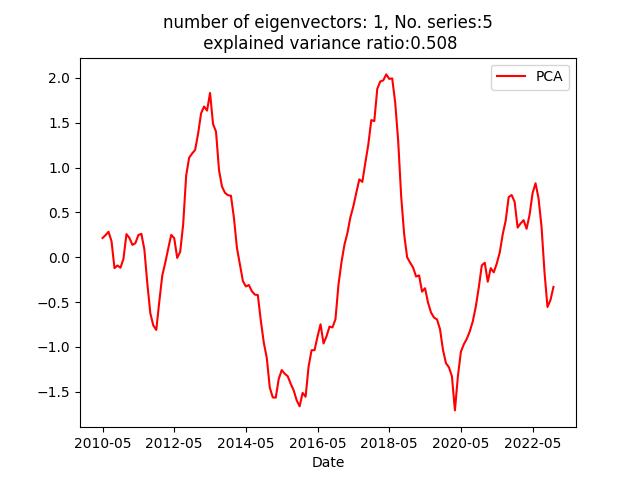 number of eigenvectors: 1, No. series:5
explained variance ratio:0.508
PCA
2.0
1.5
1.0
0.5
0.0
−0.5
−1.0
−1.5
2010-05 2012-05 2014-05 2016-05 2018-05 2020-05 2022-05
Date